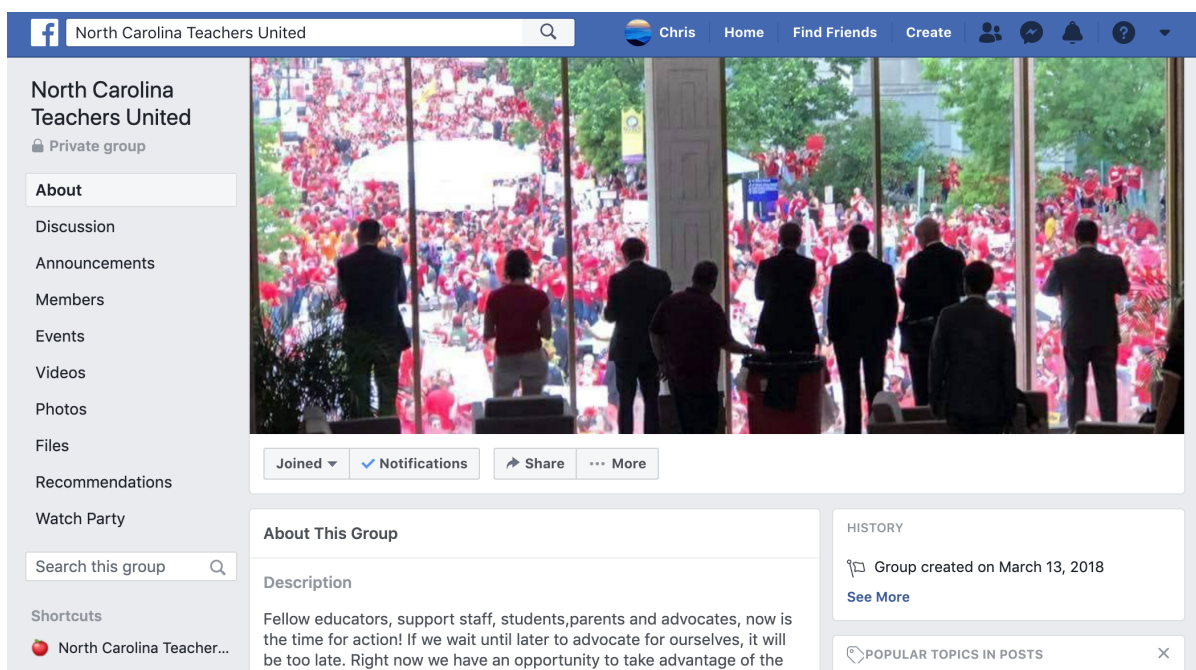 North Carolina Teachers United
Chris
Home
Find Friends
Create
North Carolina
Teachers United
Private group
About
Discussion
Announcements
Members
Events
Videos
Photos
Files
Recommendations
Watch Party
Search this group
Shortcuts
North Carolina Teacher...
Joined
Notifications
Share
More
About This Group
Description
Fellow educators, support staff, students,parents and advocates, now is
the time for action! If we wait until later to advocate for ourselves, it will
be too late. Right now we have an opportunity to take advantage of the
HISTORY
Group created on March 13, 2018
See More
POPULAR TOPICS IN POSTS